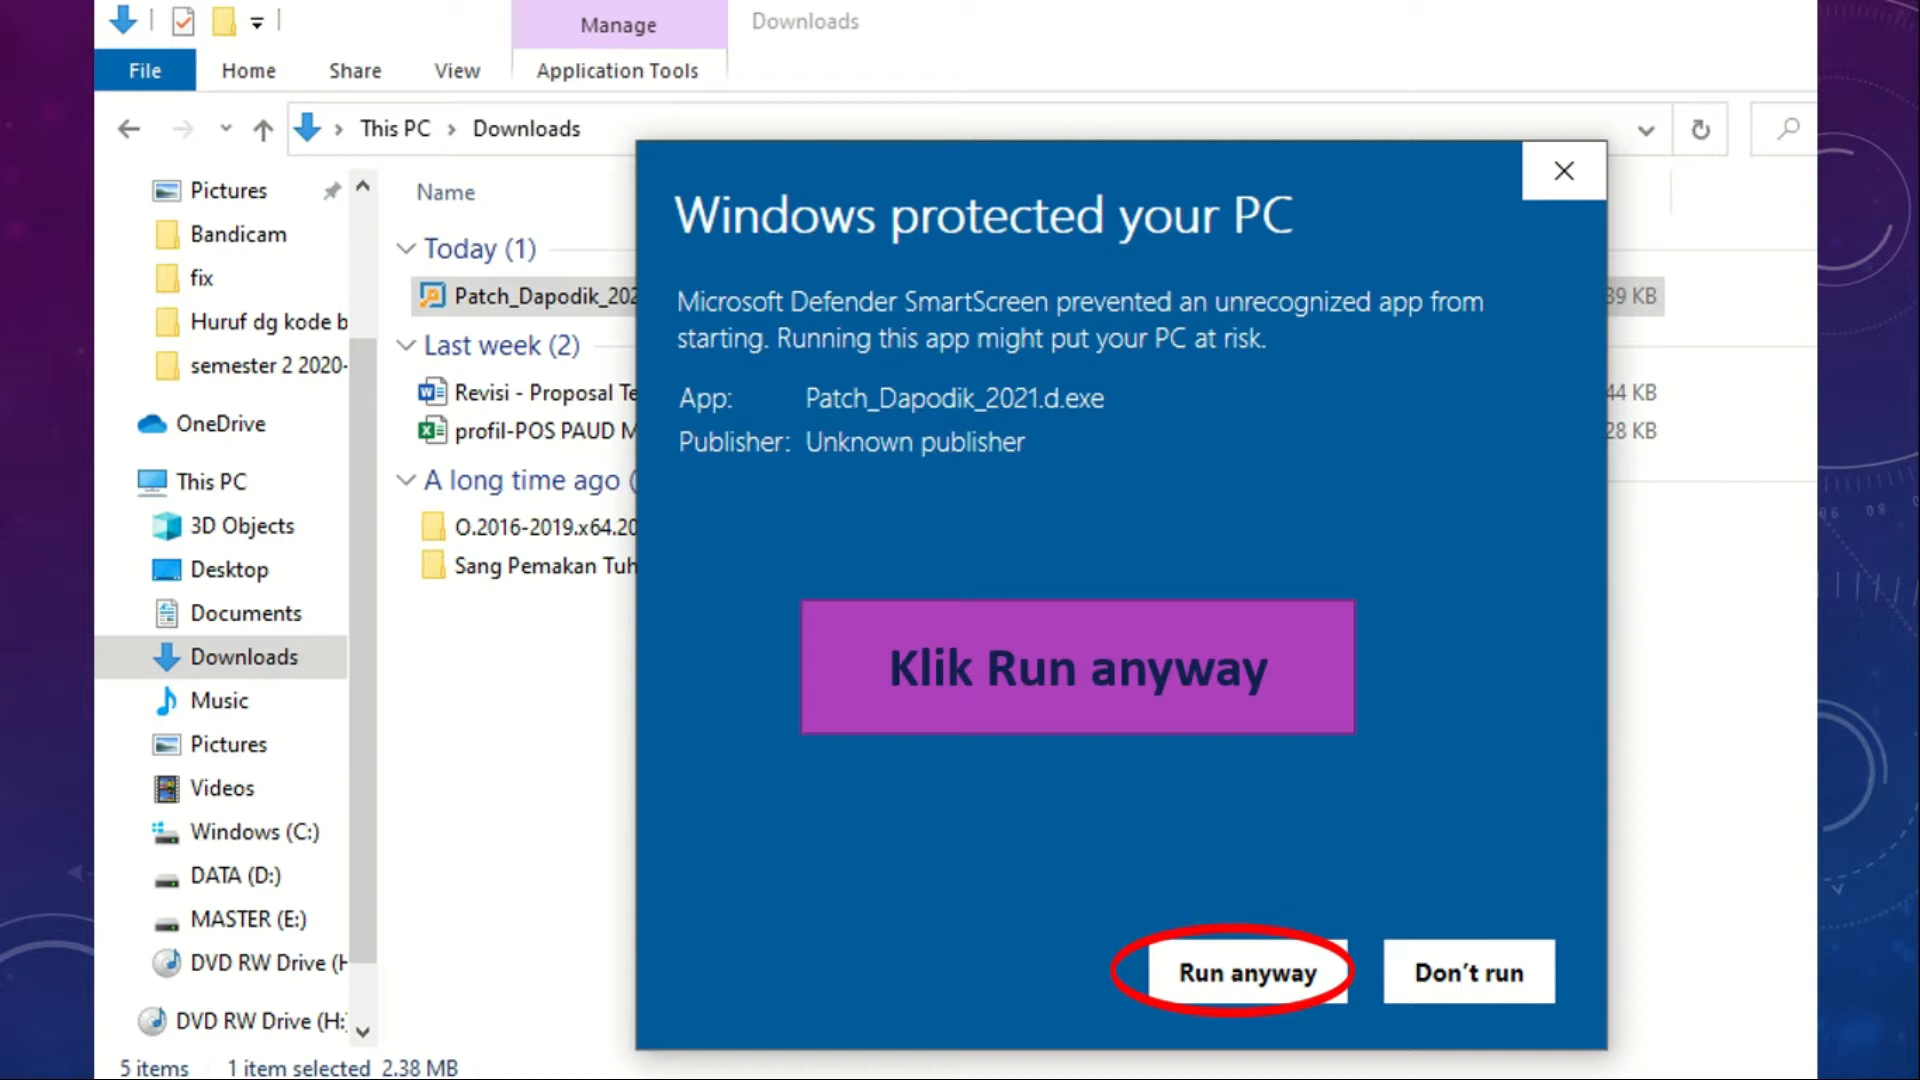 Manage
Downloads
File
Home
Share
View
Application Tools
This PC
Downloads
Pictures
Bandicam
fix
Huruf dg kode b
semester 2 2020-
OneDrive
This PC
3D Objects
Desktop
Documents
Downloads
Music
Pictures
Videos
Windows (C:)
DATA (D:)
MASTER (E:)
DVD RW Drive (H
DVD RW Drive (H:
Name
Today (1)
Patch_Dapodik_202
39 KB
Last week (2)
Revisi - Proposal Te
44 KB
profil-POS PAUD M
28 KB
A long time ago (
O.2016-2019.x64.20
Sang Pemakan Tuh
Windows protected your PC
Microsoft Defender SmartScreen prevented an unrecognized app from
starting. Running this app might put your PC at risk.
App: Patch_Dapodik_2021.d.exe
Publisher: Unknown publisher
Klik Run anyway
Run anyway
Don't run
5 items
1 item selected 2.38 MB